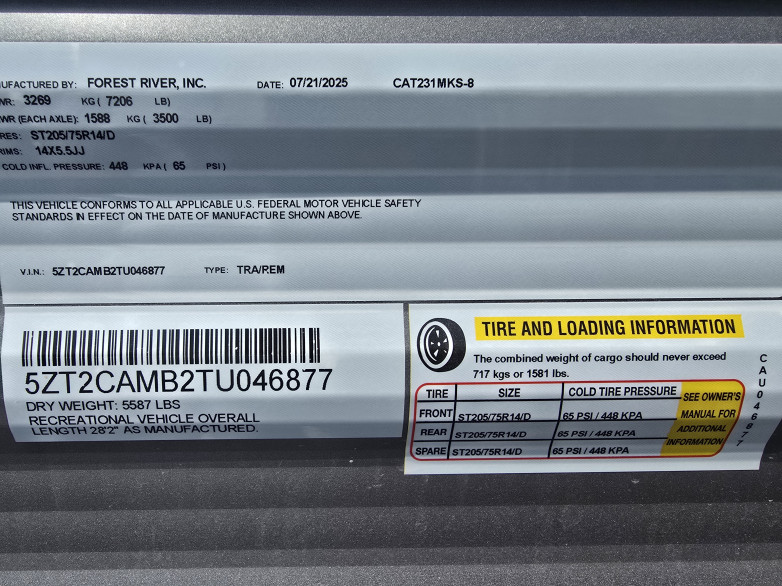 NUFACTURED BY: FOREST RIVER, INC. DATE: 07/21/2025 CAT231MKS-8
WR: 3269 KG ( 7206 LB)
WR (EACH AXLE): 1588 KG ( 3500 LB)
RES: ST205/75R14/D
RIMS: 14X5.5JJ
COLD INFL. PRESSURE: 448 KPA ( 65 PSI )
THIS VEHICLE CONFORMS TO ALL APPLICABLE U.S. FEDERAL MOTOR VEHICLE SAFETY
STANDARDS IN EFFECT ON THE DATE OF MANUFACTURE SHOWN ABOVE.
V.I.N.: 5ZT2CAMB2TU046877 TYPE: TRA/REM
5ZT2CAMB2TU046877
DRY WEIGHT: 5587 LBS
RECREATIONAL VEHICLE OVERALL
LENGTH 28'2" AS MANUFACTURED.
TIRE AND LOADING INFORMATION
The combined weight of cargo should never exceed
717 kgs or 1581 lbs.
TIRE SIZE COLD TIRE PRESSURE
FRONT ST205/75R14/D 65 PSI / 448 KPA
REAR ST205/75R14/D 65 PSI / 448 KPA
SPARE ST205/75R14/D 65 PSI / 448 KPA
SEE OWNER'S
MANUAL FOR
ADDITIONAL
INFORMATION
CAU046877